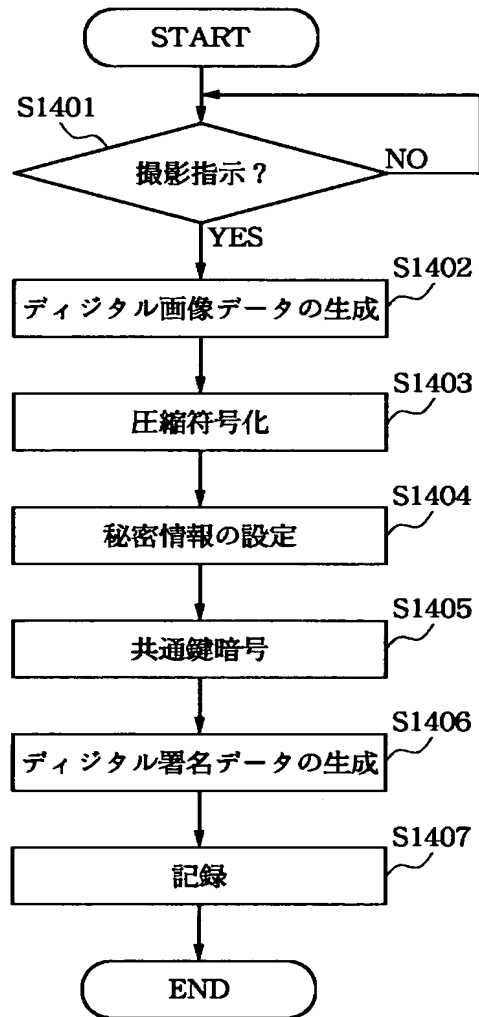 START
S1401
撮影指示?
NO
YES
S1402
ディジタル画像データの生成
S1403
圧縮符号化
S1404
秘密情報の設定
S1405
共通鍵暗号
S1406
ディジタル署名データの生成
S1407
記録
END